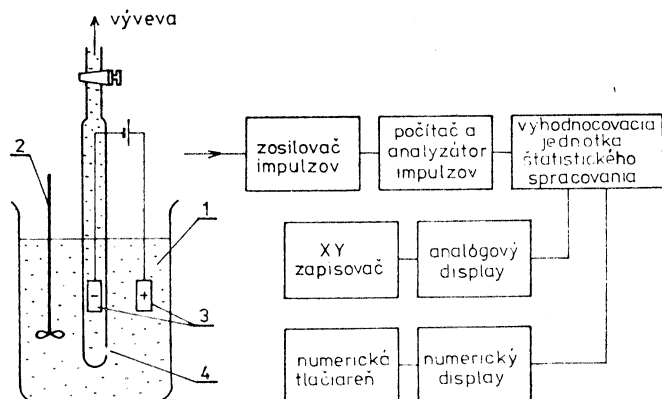 výveva
2
1
3
4
-
+
zosilovač
impulzov
počítač a
analyzátor
impulzov
vyhodnocovacia
jednotka
štatistického
spracovania
XY
zapisovač
analógový
display
numerická
tlačiareň
numerický
display